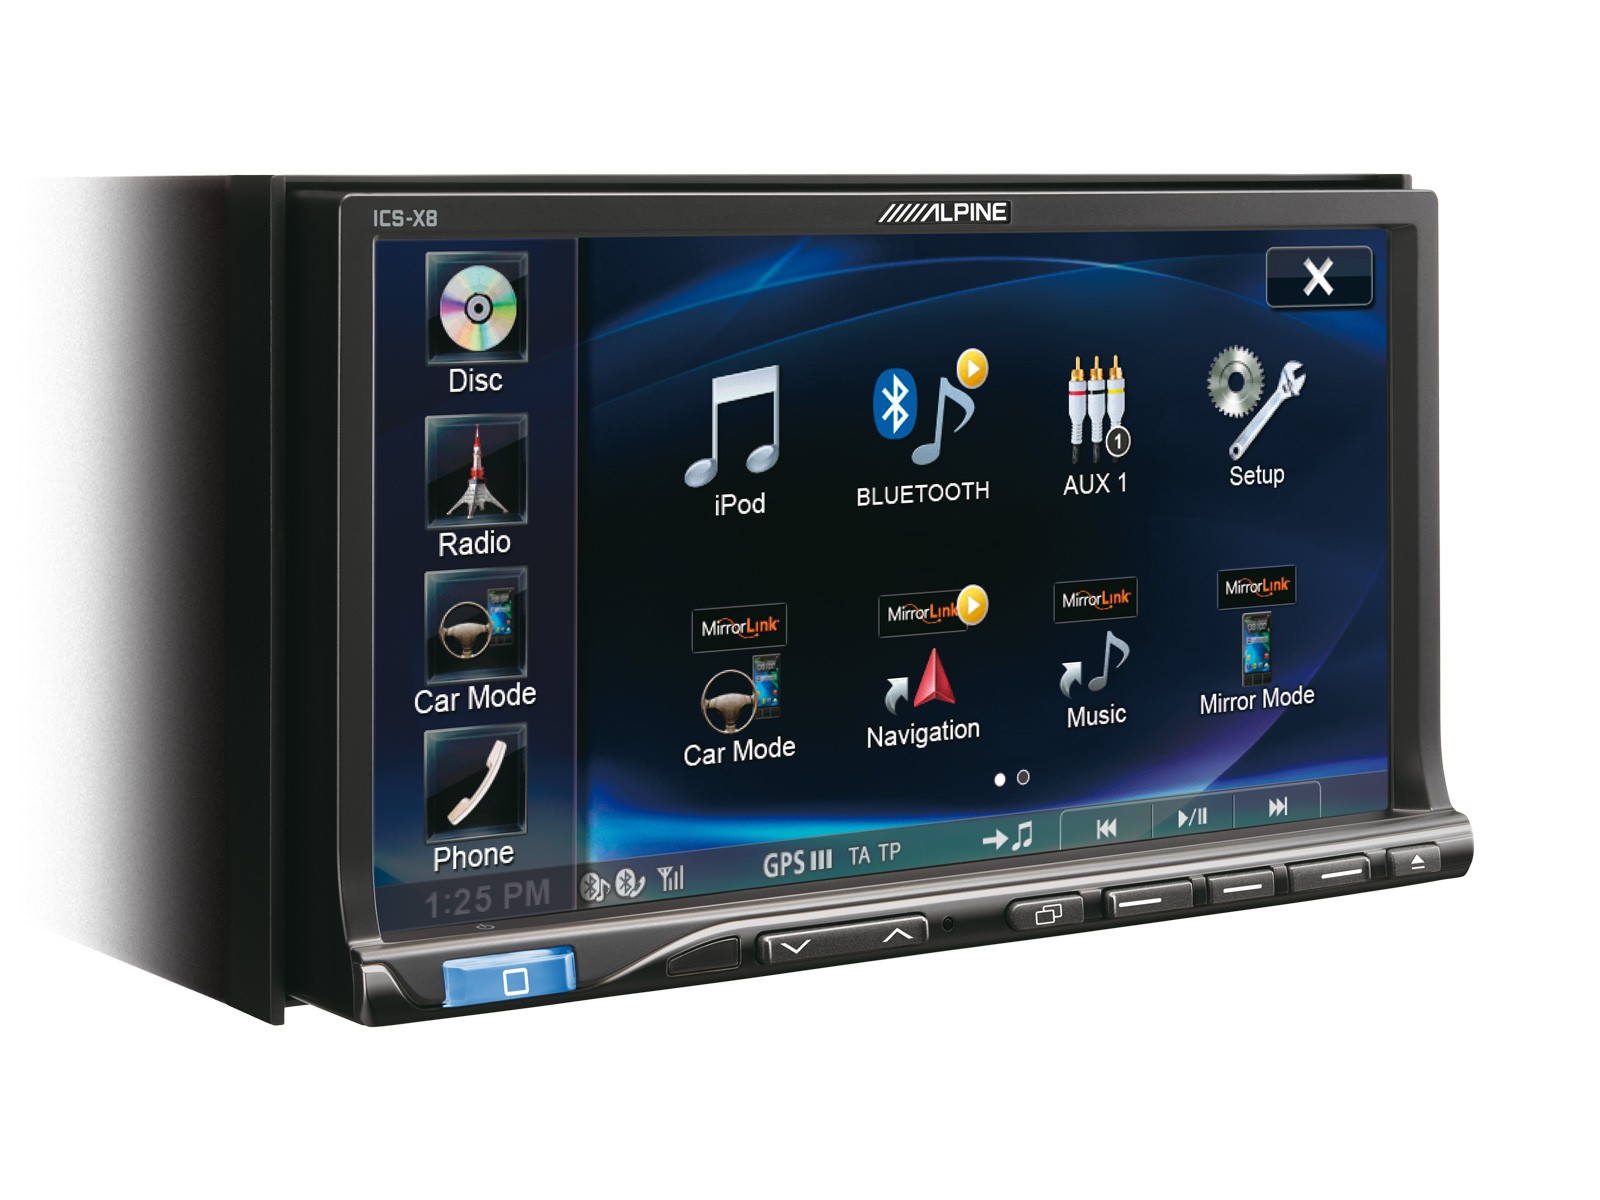 ICS-X8
ALPINE
Disc
Radio
Car Mode
Phone
1:25 PM
iPod
BLUETOOTH
1
AUX 1
Setup
MirrorLink
Car Mode
MirrorLink
Navigation
MirrorLink
Music
MirrorLink
Mirror Mode
GPS
TA TP